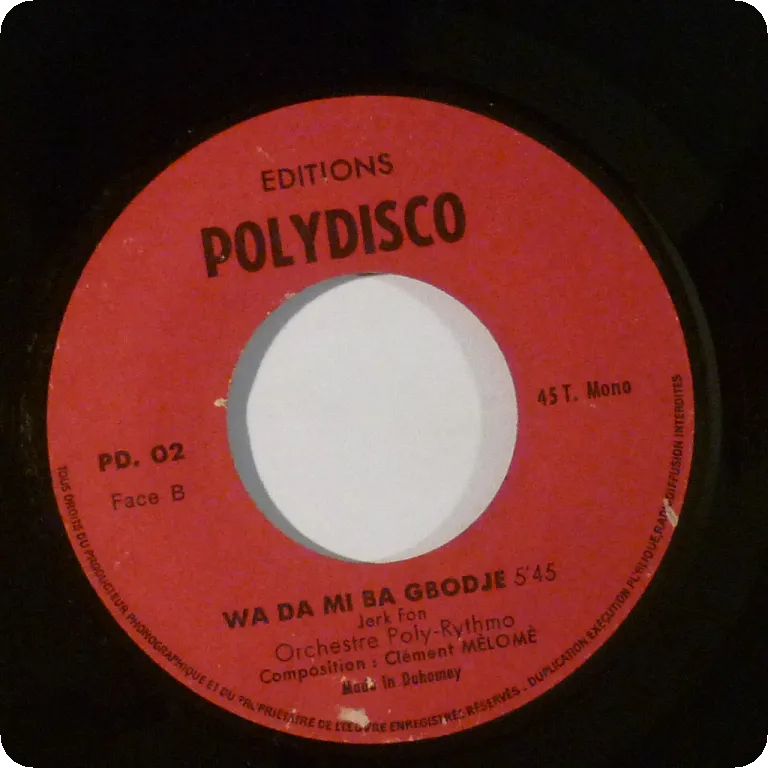 EDITIONS
POLYDISCO
45 T. Mono
PD. 02
Face B
WA DA MI BA GBODJE 5'45
Jerk Fon
Orchestre Poly-Rythmo
Composition : Clément MÈLOMÈ
Made in Dahomey
TOUS DROITS DU PRODUCTEUR PHONOGRAPHIQUE ET DU PROPRIÉTAIRE DE L'ŒUVRE ENREGISTRÉE RÉSERVÉS - DUPLICATION EXÉCUTION PUBLIQUE, RADIODIFFUSION INTERDITES